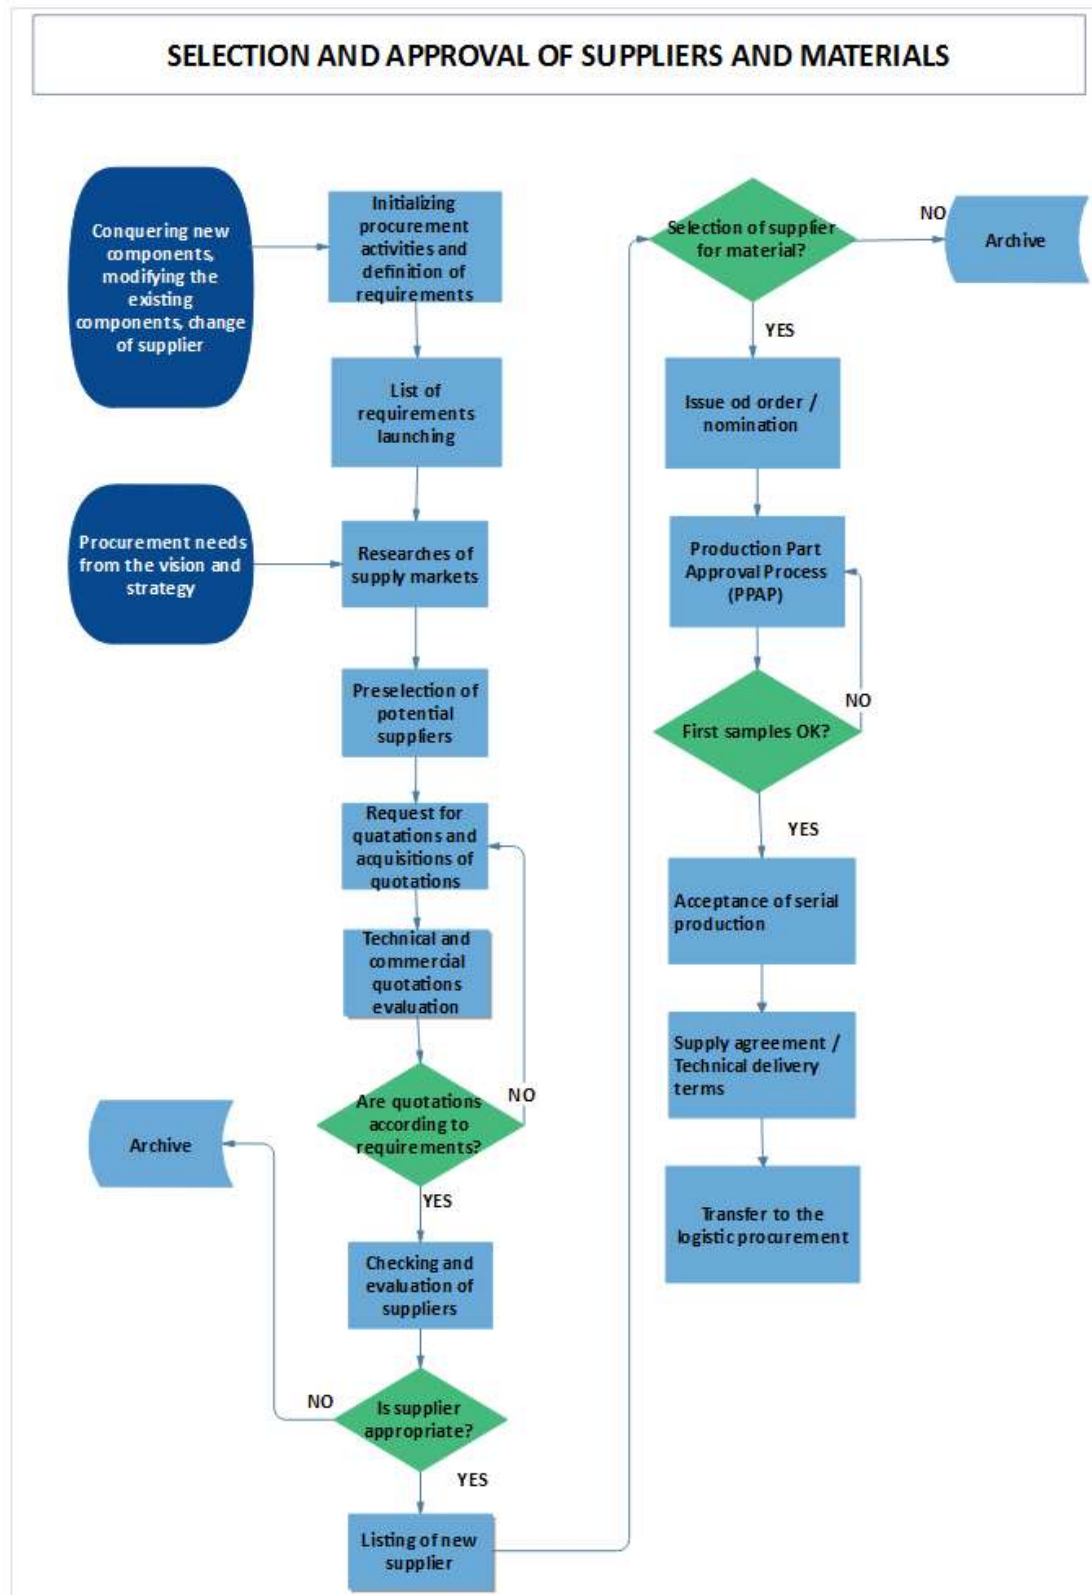 SELECTION AND APPROVAL OF SUPPLIERS AND MATERIALS
Conquering new
components,
modifying the
existing
components, change
of supplier
Initializing
procurement
activities and
definition of
requirements
List of
requirements
launching
Procurement needs
from the vision and
strategy
Researches of
supply markets
Preselection of
potential
suppliers
Request for
quatations and
acquisitions of
quotations
Technical and
commercial
quotations
evaluation
Are quotations
according to
requirements?
NO
YES
Archive
Checking and
evaluation of
suppliers
Is supplier
appropriate?
NO
YES
Listing of new
supplier
Selection of supplier
for material?
NO
Archive
YES
Issue od order /
nomination
Production Part
Approval Process
(PPAP)
First samples OK?
NO
YES
Acceptance of serial
production
Supply agreement /
Technical delivery
terms
Transfer to the
logistic procurement